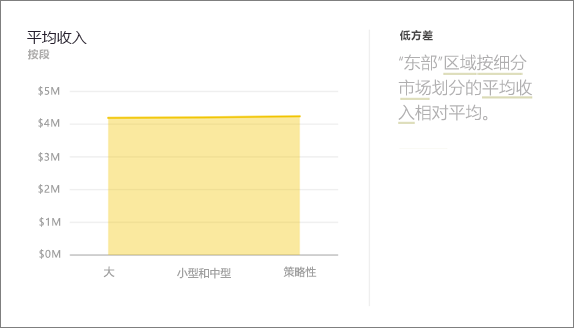 平均收入
按段
$5M
$4M
$3M
$2M
$1M
$0M
大
小型和中型
策略性
低方差
“东部”区域按细分
市场划分的平均收
入相对平均。